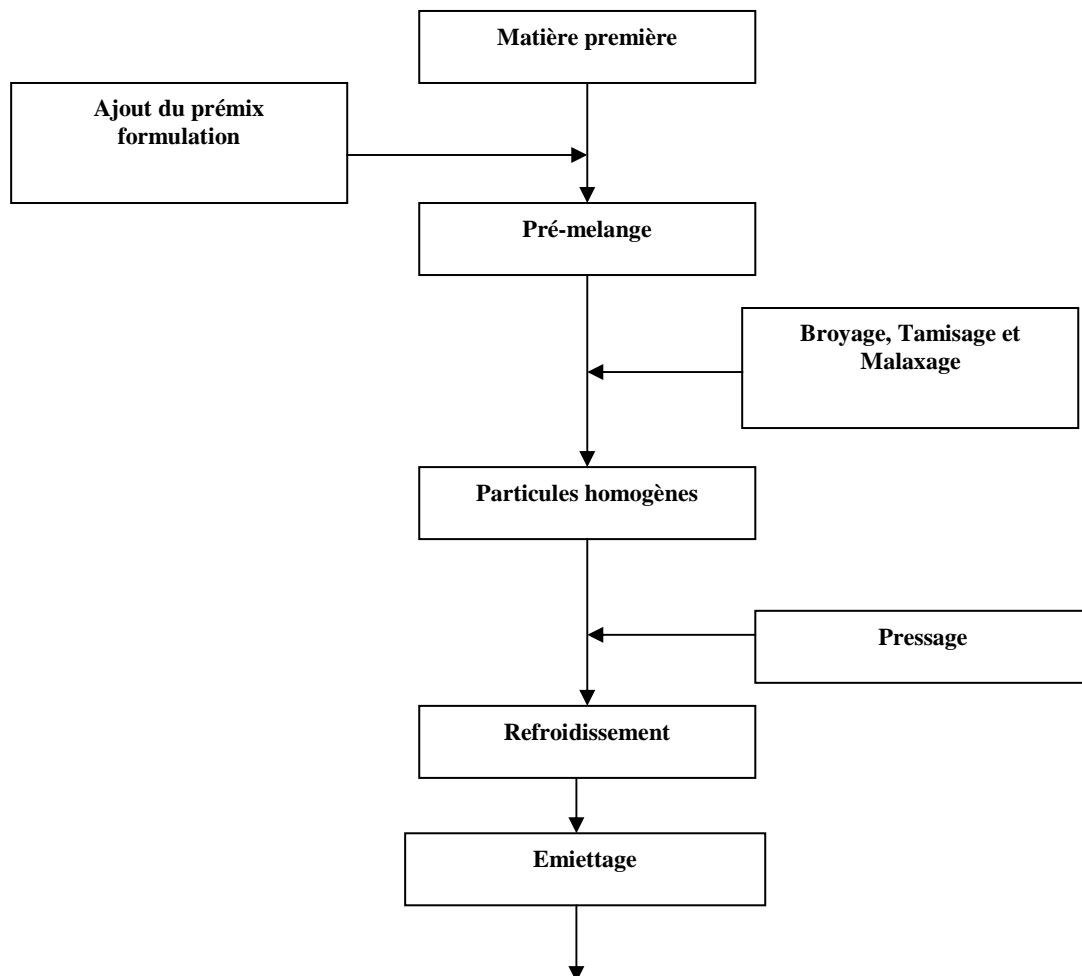 Matière première
Ajout du prémix
formulation
Pré-melange
Broyage, Tamisage et
Malaxage
Particules homogènes
Pressage
Refroidissement
Emiettage